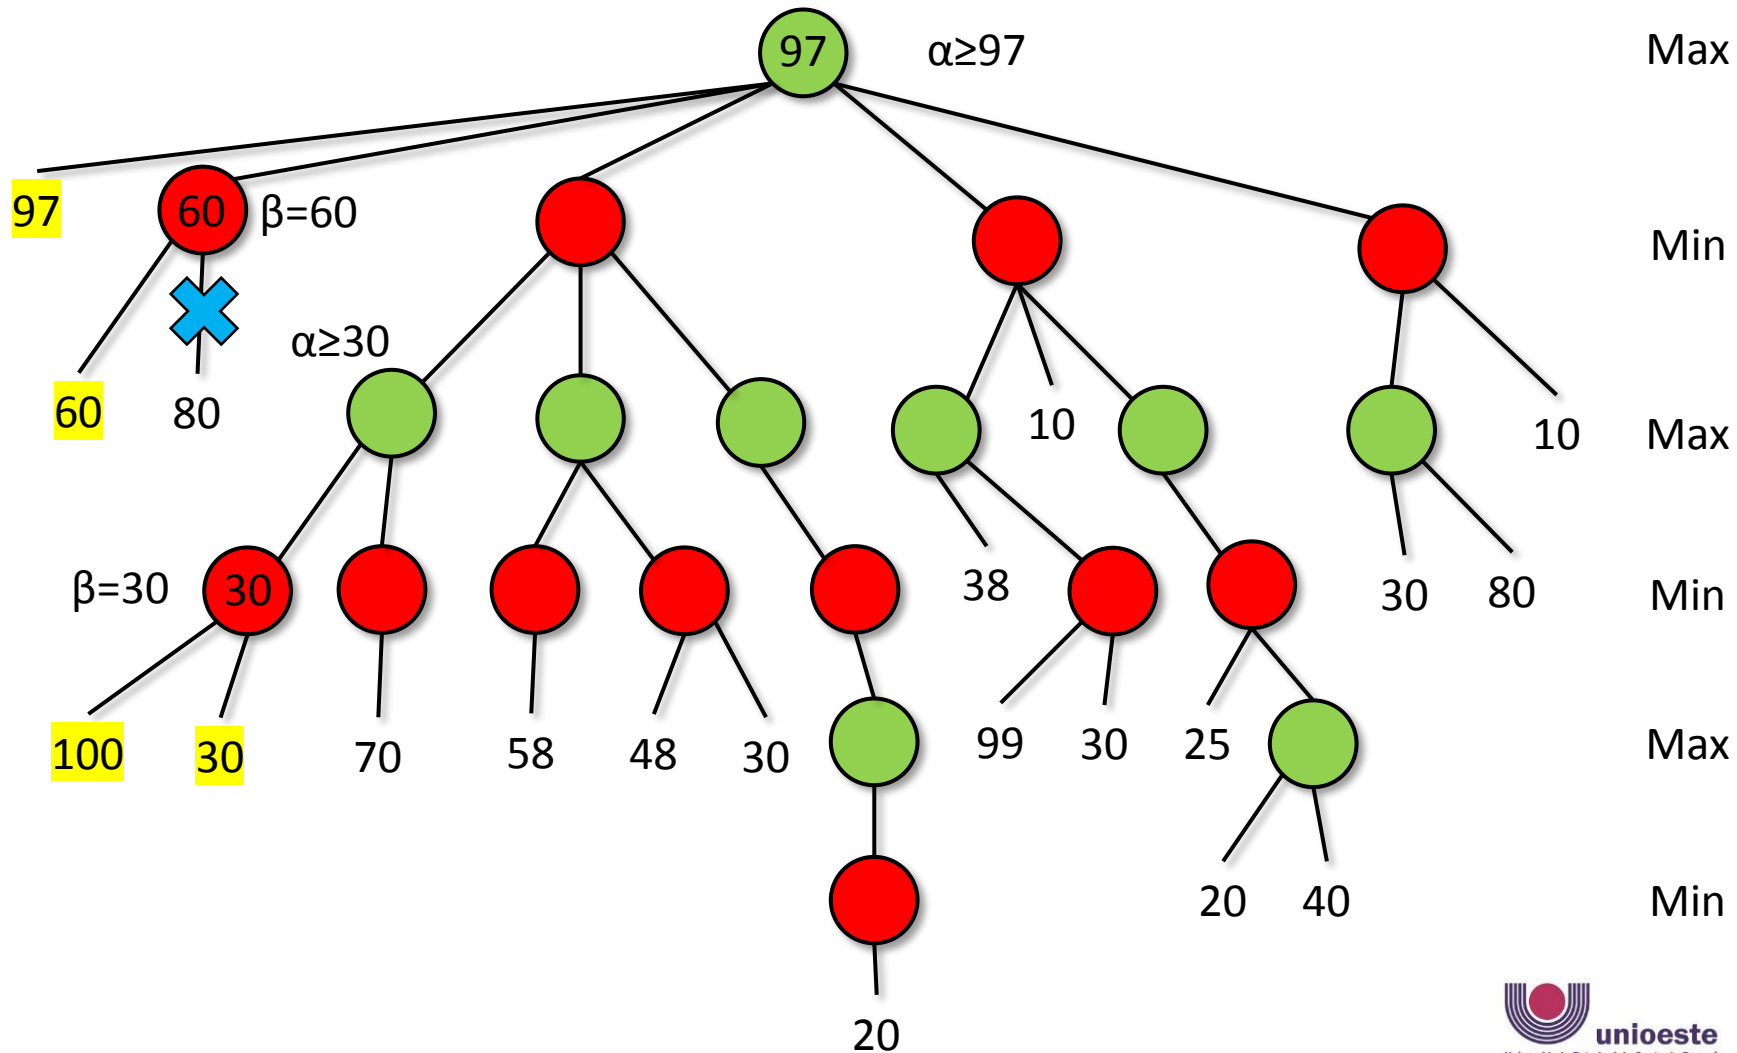 97 α≥97 Max
97 60 β=60 Min
α≥30
60 80 10 10 Max
β=30 30 38 30 80 Min
100 30 70 58 48 30 99 30 25 Max
20 40 Min
20
unioeste